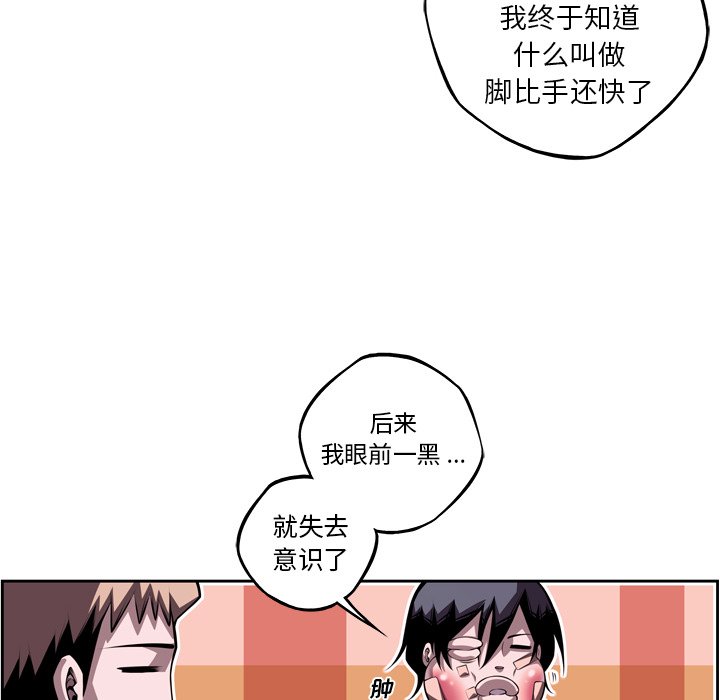 我终于知道
什么叫做
脚比手还快了
后来
我眼前一黑...
就失去
意识了
肿